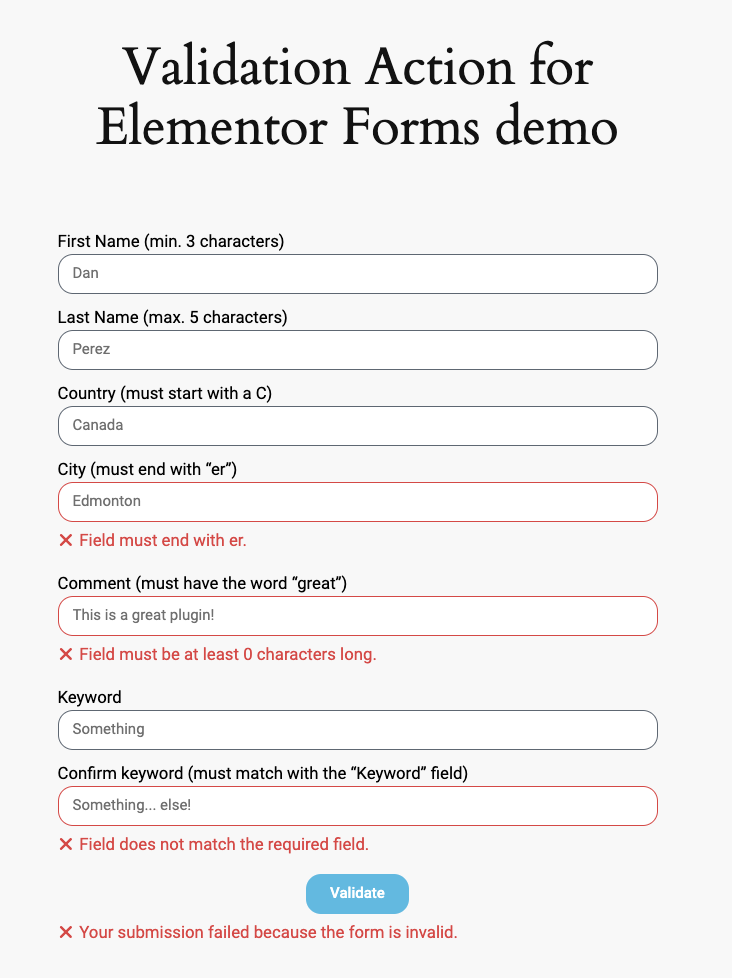 Validation Action for
Elementor Forms demo
First Name (min. 3 characters)
Dan
Last Name (max. 5 characters)
Perez
Country (must start with a C)
Canada
City (must end with “er”)
Edmonton
✕ Field must end with er.
Comment (must have the word “great”)
This is a great plugin!
✕ Field must be at least 0 characters long.
Keyword
Something
Confirm keyword (must match with the “Keyword” field)
Something... else!
✕ Field does not match the required field.
Validate
✕ Your submission failed because the form is invalid.